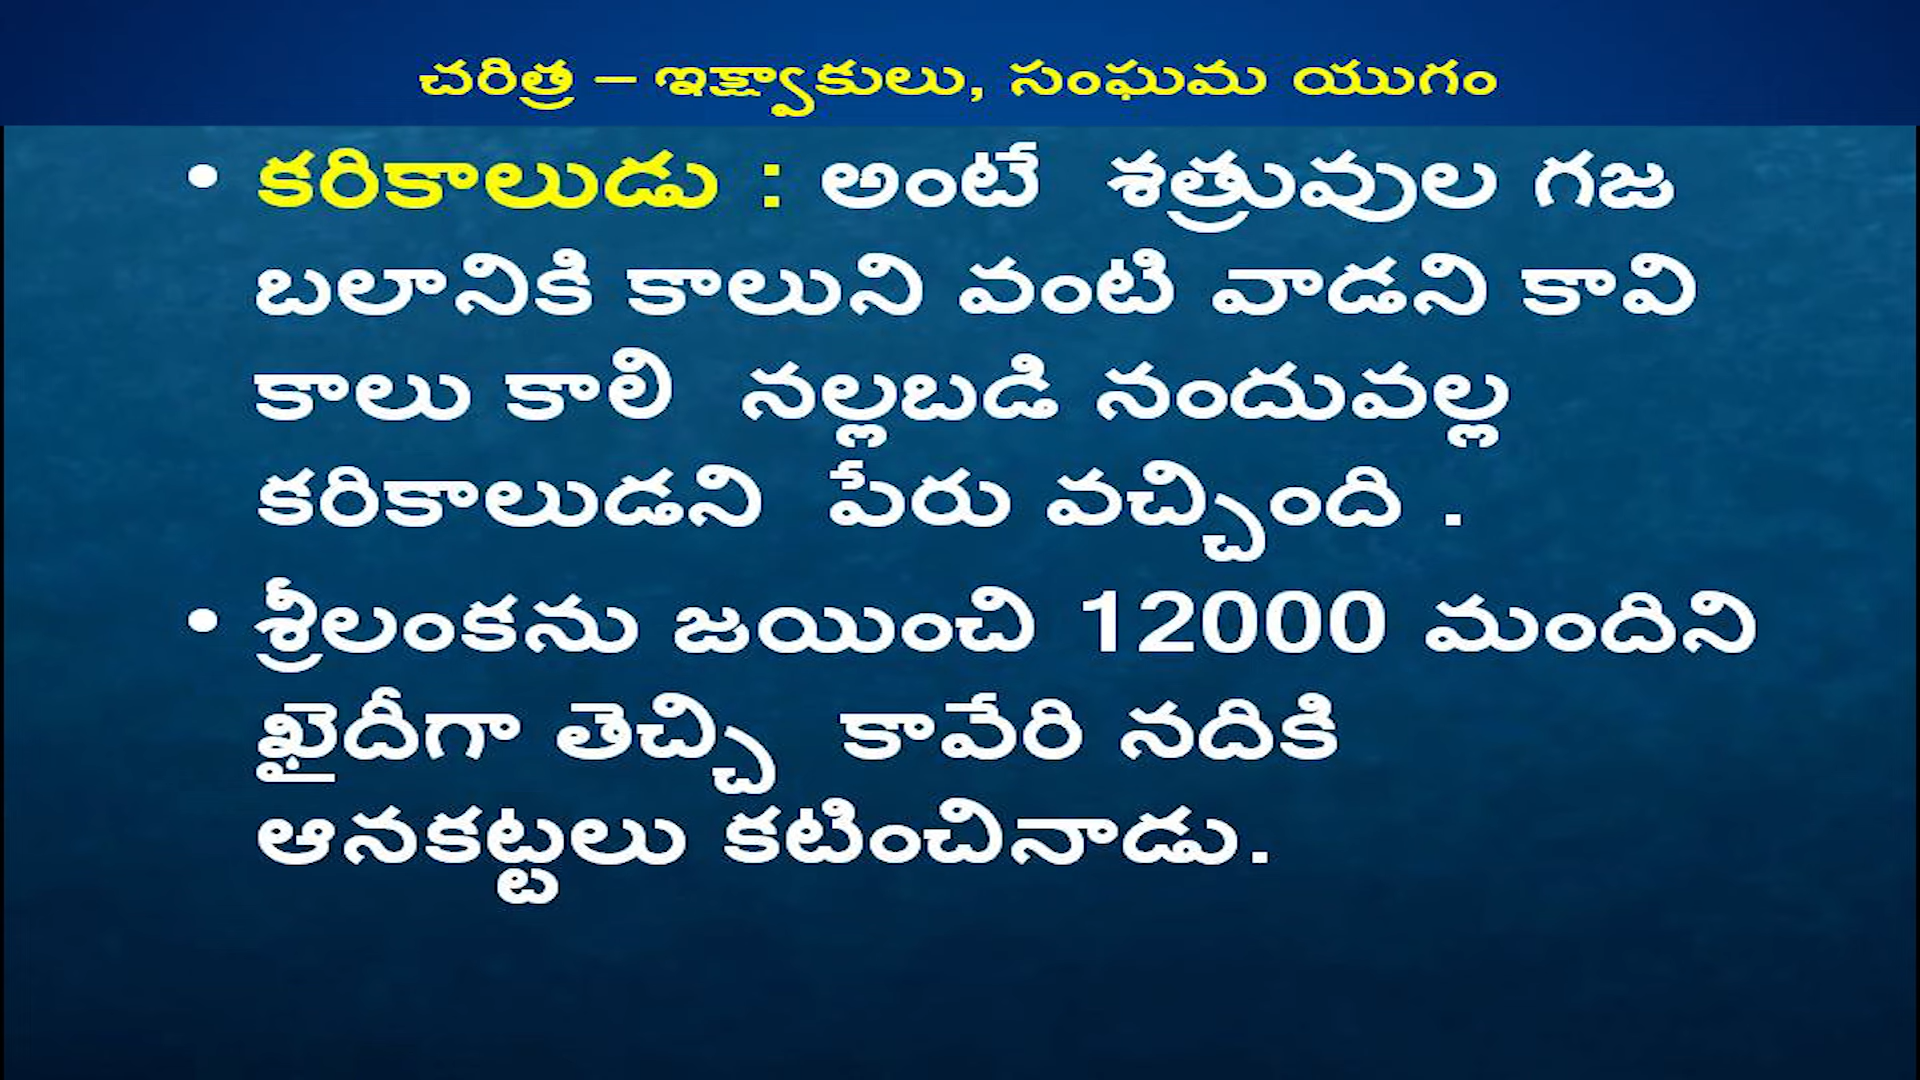 చరిత్ర – ఇక్ష్వాకులు, సంఘమ యుగం
• కరికాలుడు : అంటే శత్రువుల గజ
బలానికి కాలుని వంటి వాడని కావి
కాలు కాలి నల్లబడి నందువల్ల
కరికాలుడని పేరు వచ్చింది .
• శ్రీలంకను జయించి 12000 మందిని
ఖైదీగా తెచ్చి కావేరి నదికి
ఆనకట్టలు కటించినాడు.